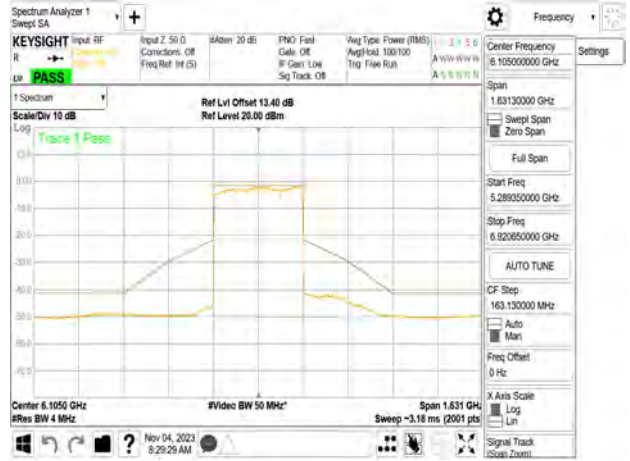 Spectrum Analyzer 1
Swept SA
+
Frequency
KEYSIGHT
Input: RF
Input Z: 50 Ω
#Atten: 20 dB
PNO: Fast
Avg Type: Power (RMS)
R
Corrections: Off
Gate: Off
Avg|Hold: 100/100
Freq Ref: Int (S)
IF Gain: Low
Trig: Free Run
Sig Track: Off
PASS
Center Frequency
6.105000000 GHz
Settings
1 Spectrum
Ref Lvl Offset 13.40 dB
Scale/Div 10 dB
Ref Level 20.00 dBm
Log
Trace 1 Pass
Span
1.63130000 GHz
Swept Span
Zero Span
Full Span
Start Freq
5.289350000 GHz
Stop Freq
6.920650000 GHz
AUTO TUNE
CF Step
163.130000 MHz
Auto
Man
Freq Offset
0 Hz
X Axis Scale
Log
Lin
Signal Track
(Span Zoom)
Center 6.1050 GHz
#Video BW 50 MHz*
Span 1.631 GHz
#Res BW 4 MHz
Sweep ~3.18 ms (2001 pts)
?
Nov 04, 2023
8:29:29 AM